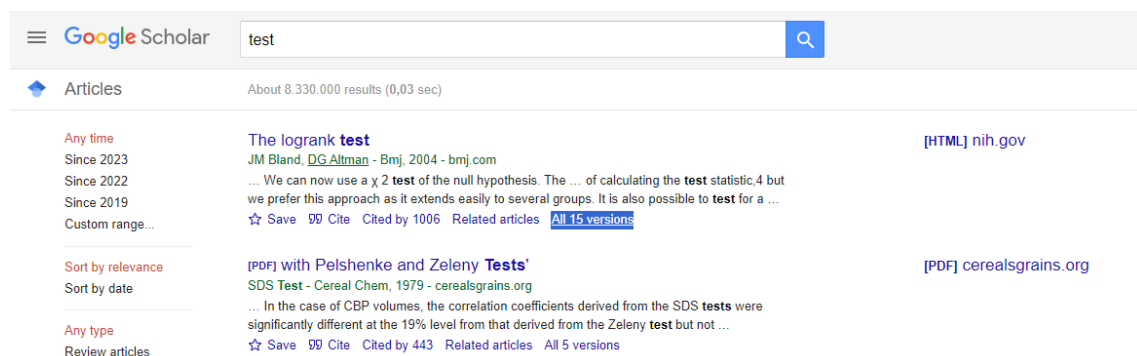 Google Scholar
test
Articles
About 8.330.000 results (0,03 sec)
Any time
Since 2023
Since 2022
Since 2019
Custom range...
Sort by relevance
Sort by date
Any type
Review articles
The logrank test
JM Bland, DG Altman - Bmj, 2004 - bmj.com
... We can now use a χ 2 test of the null hypothesis. The ... of calculating the test statistic,4 but
we prefer this approach as it extends easily to several groups. It is also possible to test for a ...
Save Cite Cited by 1006 Related articles All 15 versions
[HTML] nih.gov
[PDF] with Pelshenke and Zeleny Tests'
SDS Test - Cereal Chem, 1979 - cerealsgrains.org
... In the case of CBP volumes, the correlation coefficients derived from the SDS tests were
significantly different at the 19% level from that derived from the Zeleny test but not ...
Save Cite Cited by 443 Related articles All 5 versions
[PDF] cerealsgrains.org